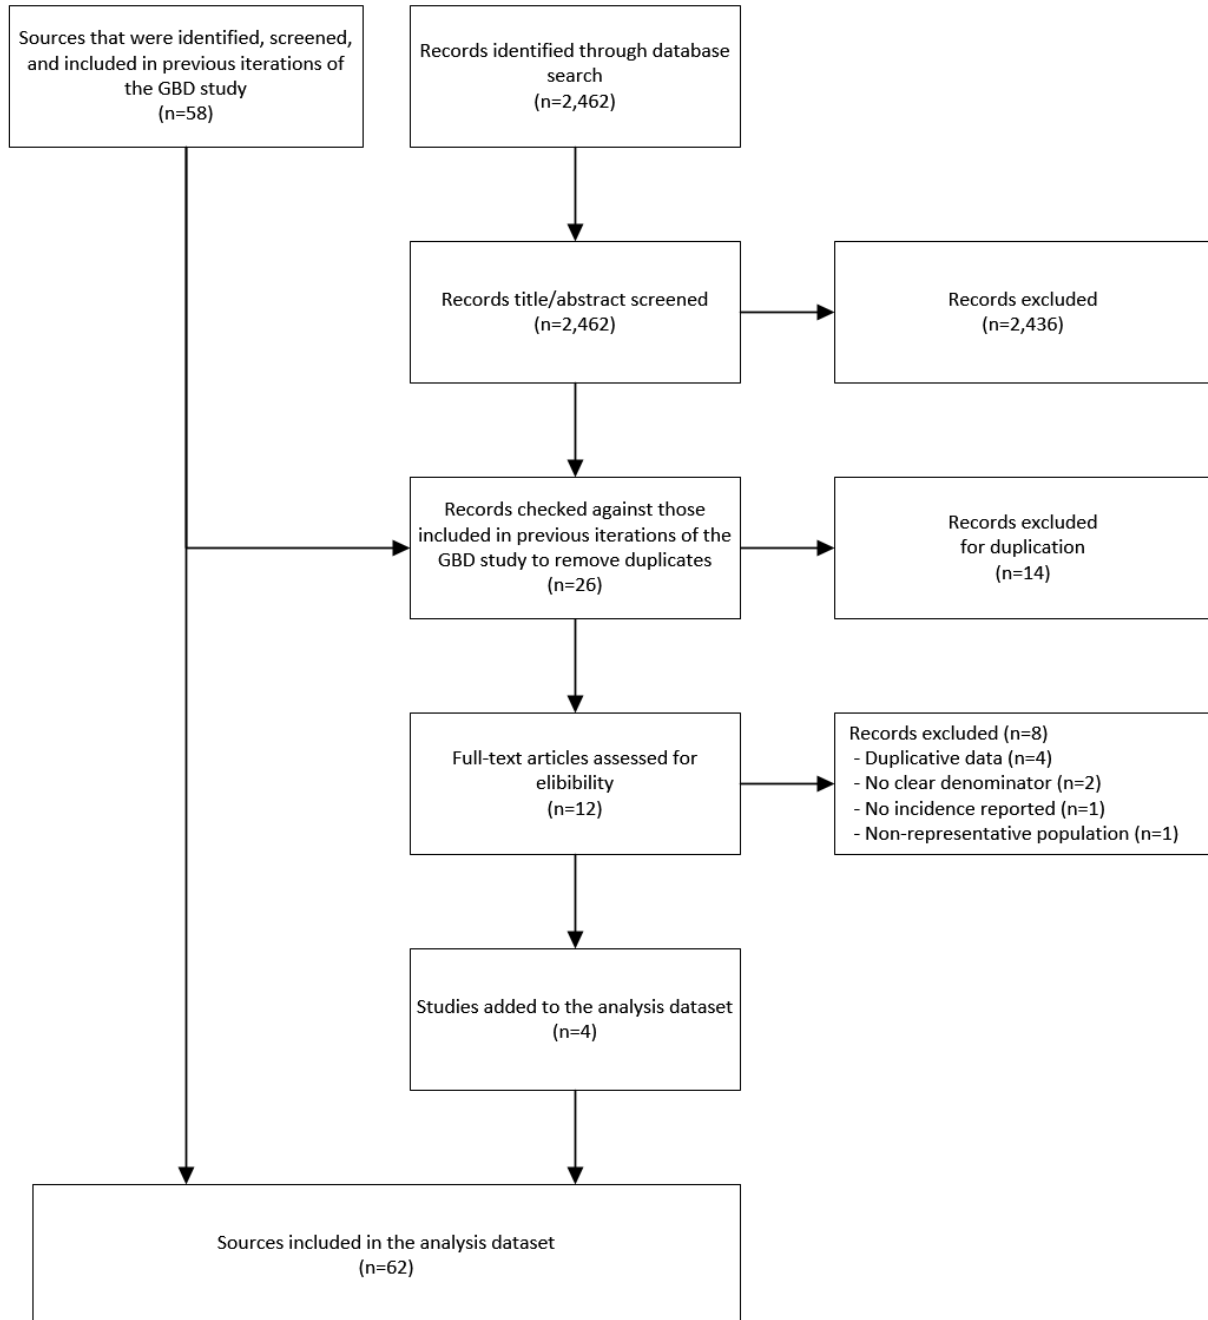 Sources that were identified, screened,
and included in previous iterations of
the GBD study
(n=58)
Records identified through database
search
(n=2,462)
Records title/abstract screened
(n=2,462)
Records excluded
(n=2,436)
Records checked against those
included in previous iterations of the
GBD study to remove duplicates
(n=26)
Records excluded
for duplication
(n=14)
Full-text articles assessed for
elibibility
(n=12)
Records excluded (n=8)
- Duplicative data (n=4)
- No clear denominator (n=2)
- No incidence reported (n=1)
- Non-representative population (n=1)
Studies added to the analysis dataset
(n=4)
Sources included in the analysis dataset
(n=62)